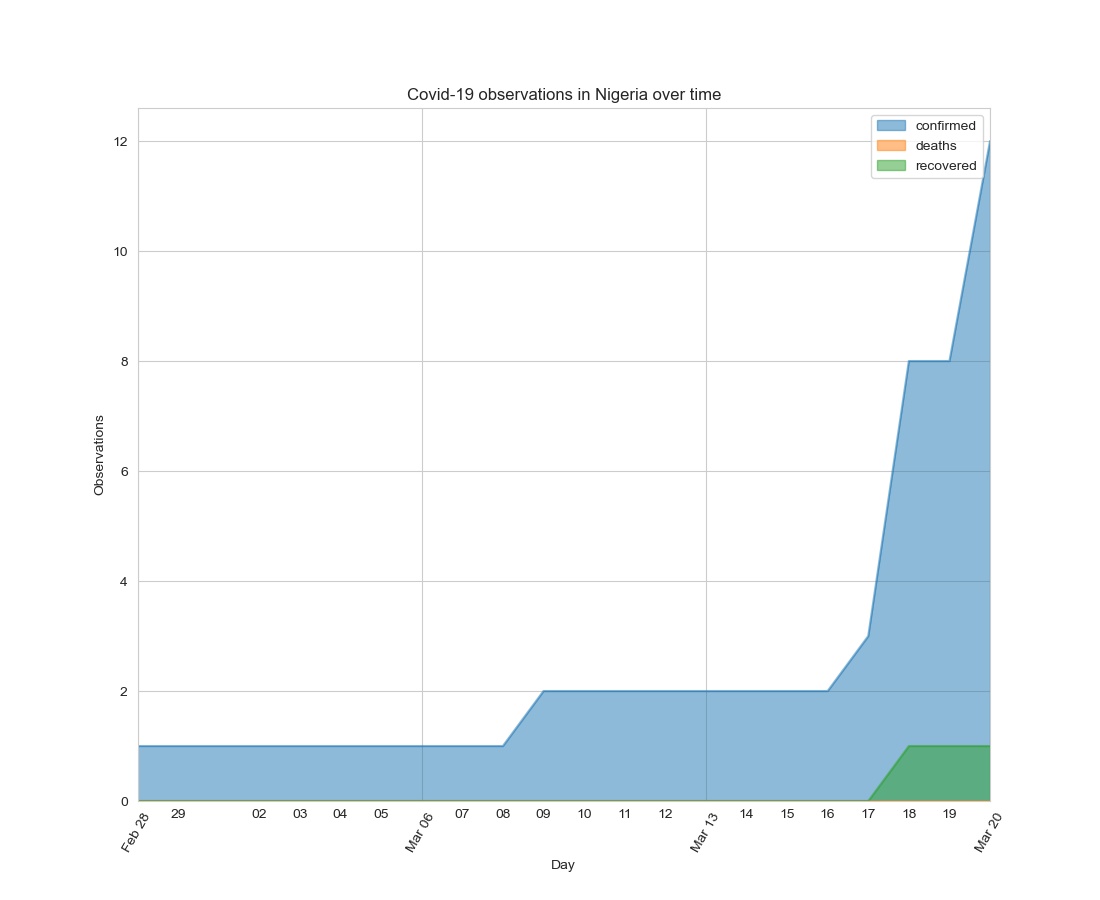 Covid-19 observations in Nigeria over time
confirmed
deaths
recovered
12
10
8
6
4
2
0
Observations
Feb 28
29
02
03
04
05
Mar 06
07
08
09
10
11
12
Mar 13
14
15
16
17
18
19
Mar 20
Day